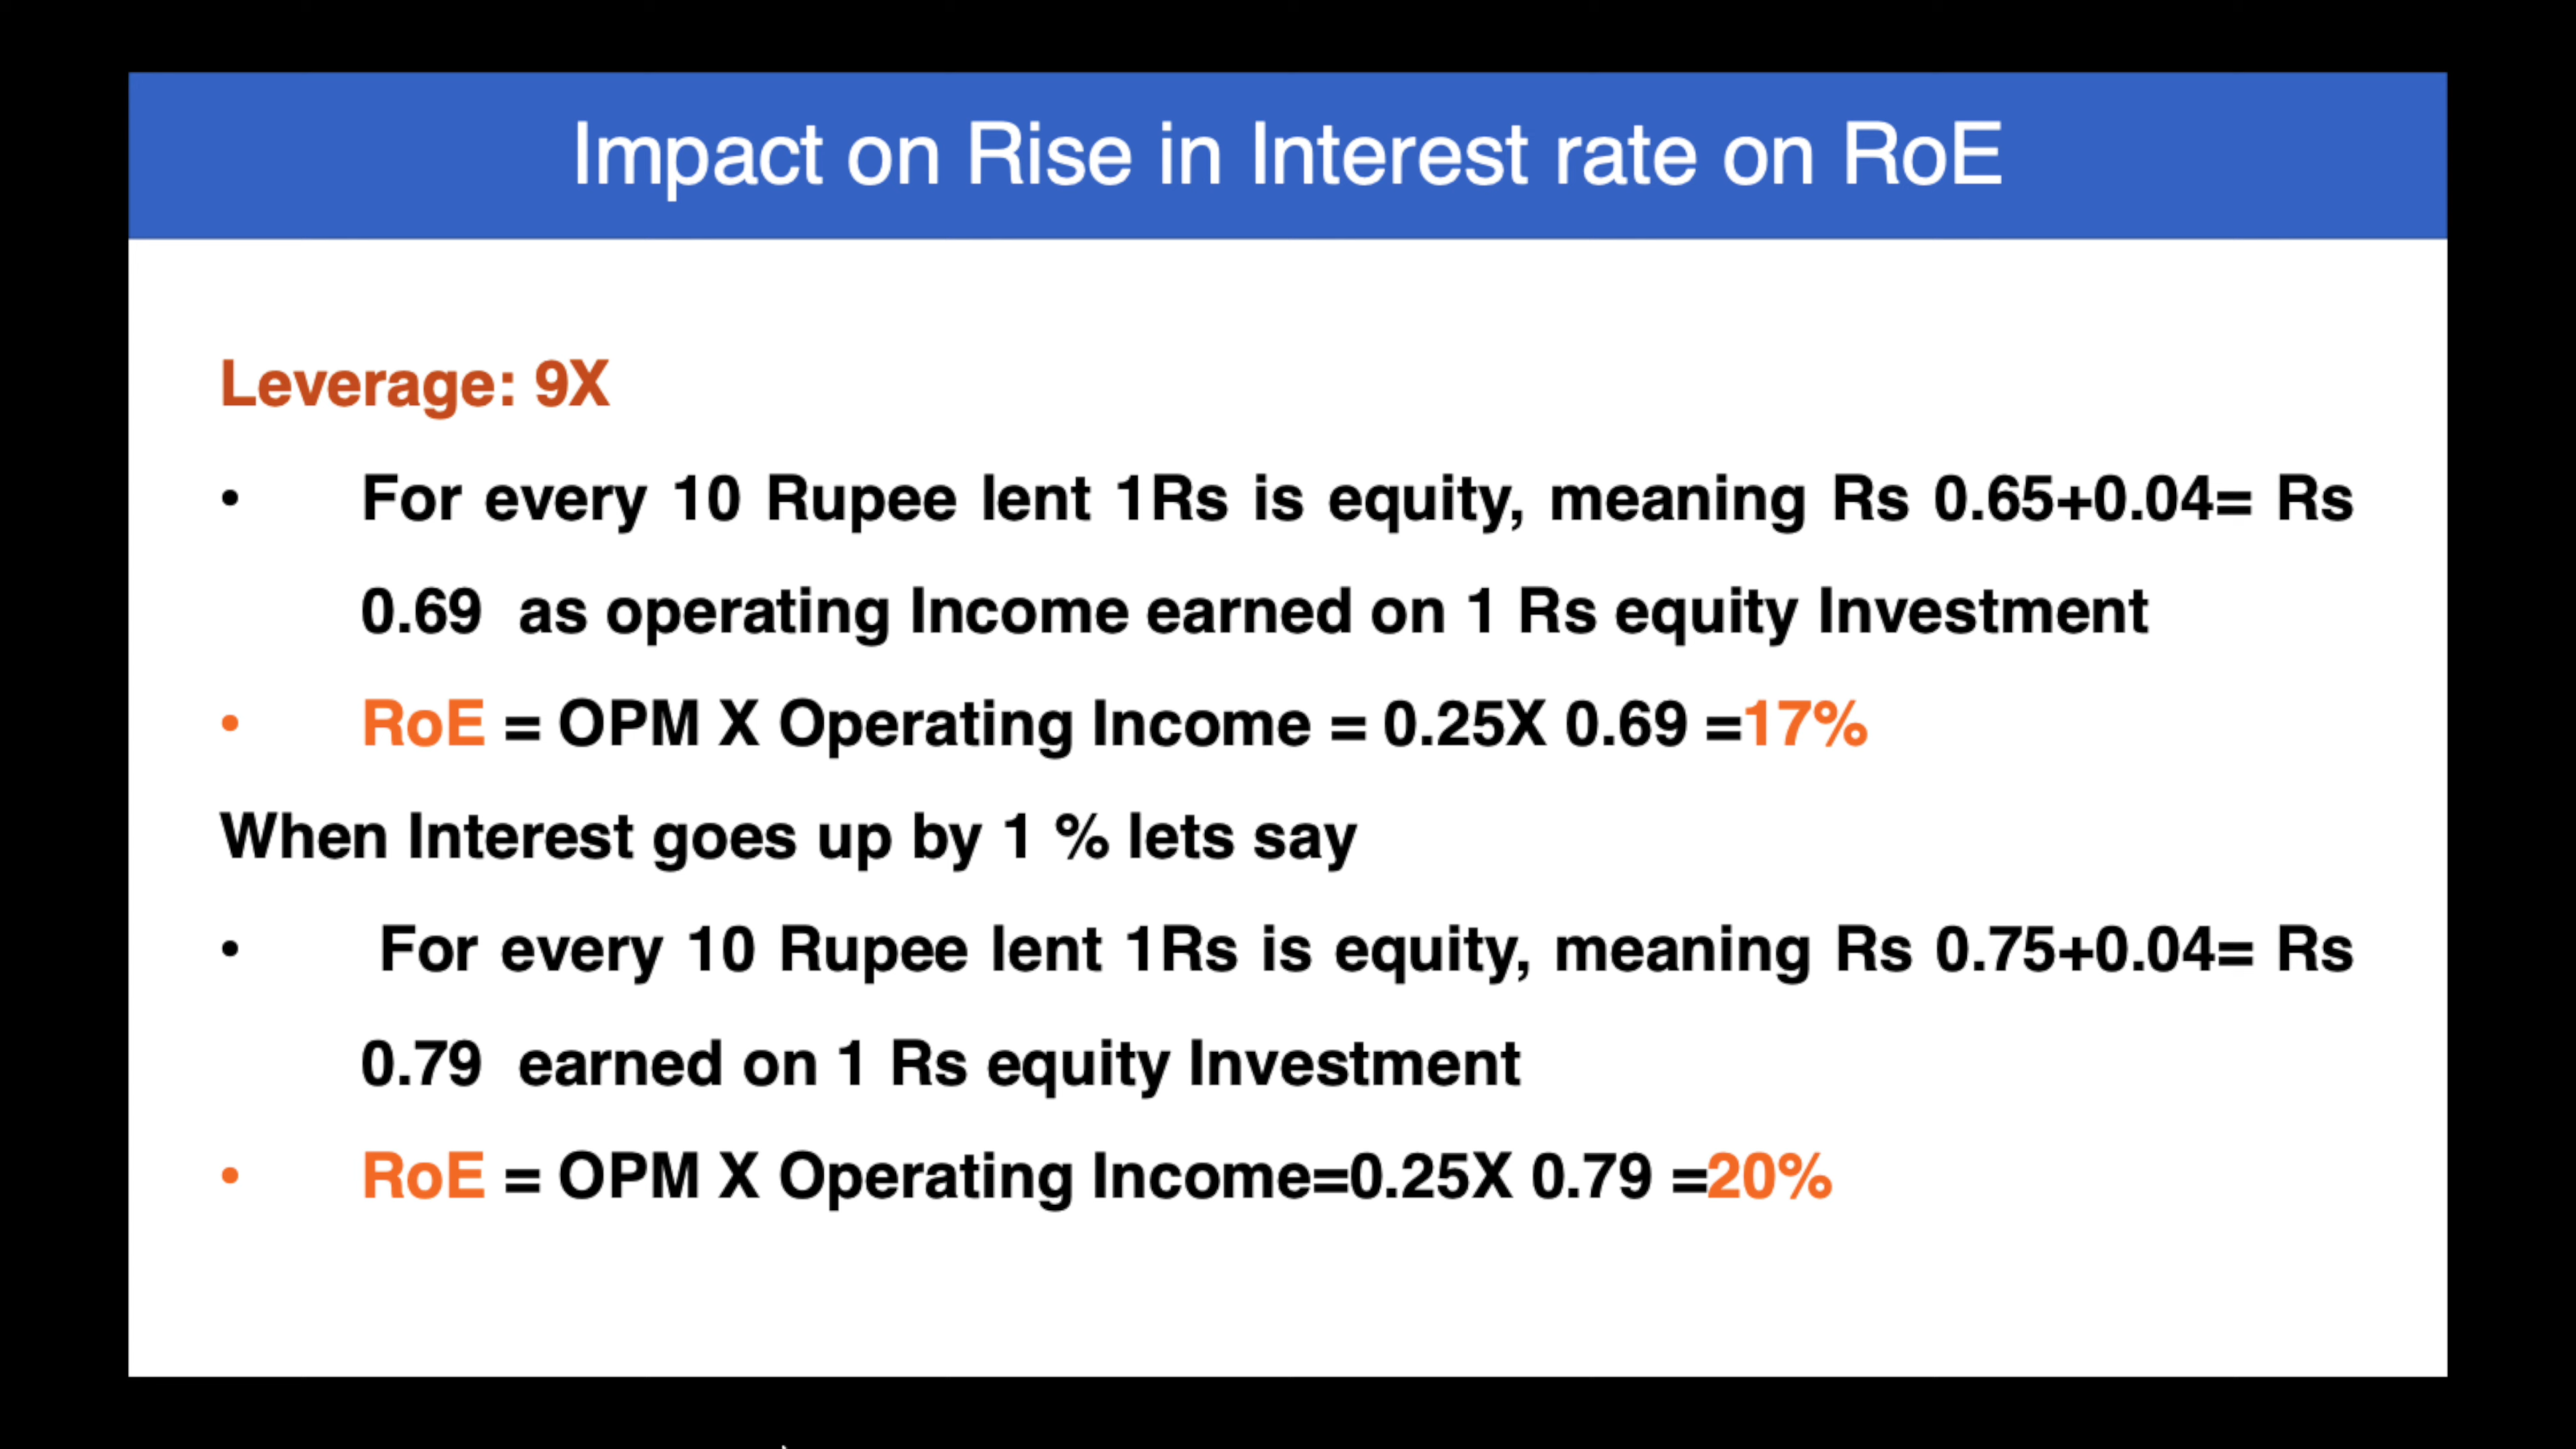 Impact on Rise in Interest rate on RoE
Leverage: 9X
• For every 10 Rupee lent 1Rs is equity, meaning Rs 0.65+0.04= Rs
0.69 as operating Income earned on 1 Rs equity Investment
• RoE = OPM X Operating Income = 0.25X 0.69 =17%
When Interest goes up by 1 % lets say
• For every 10 Rupee lent 1Rs is equity, meaning Rs 0.75+0.04= Rs
0.79 earned on 1 Rs equity Investment
• RoE = OPM X Operating Income=0.25X 0.79 =20%